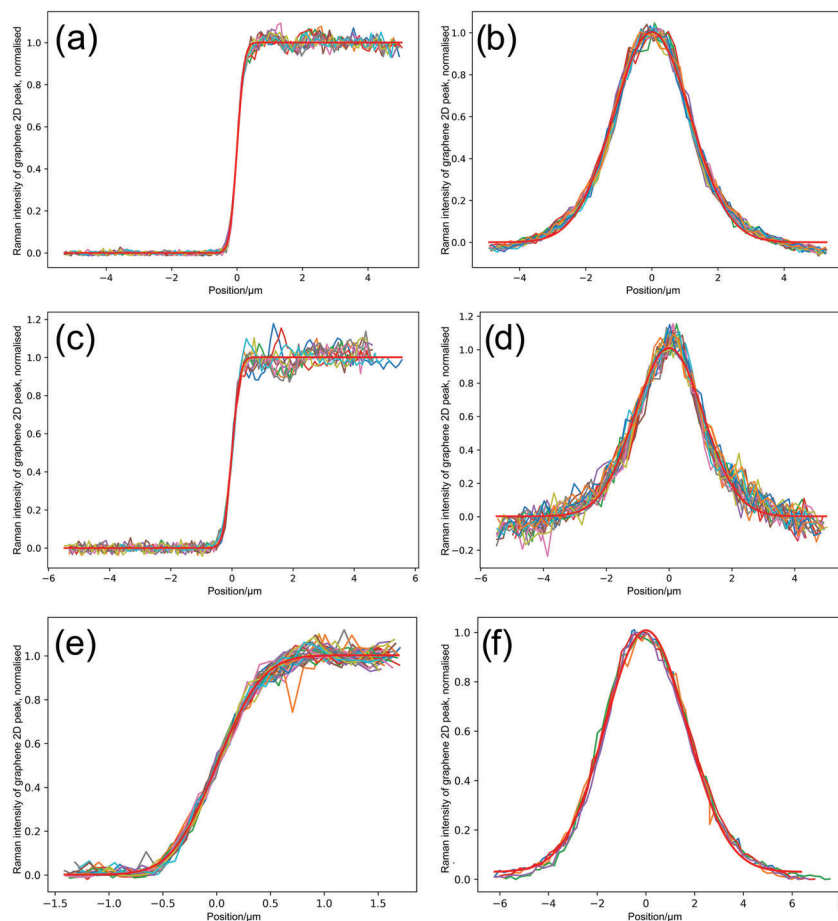 (a)
Raman intensity of graphene 2D peak, normalised
1.0
0.8
0.6
0.4
0.2
0.0
−4 −2 0 2 4
Position/µm
(b)
Raman intensity of graphene 2D peak, normalised
1.0
0.8
0.6
0.4
0.2
0.0
−4 −2 0 2 4
Position/µm
(c)
Raman intensity of graphene 2D peak, normalised
1.2
1.0
0.8
0.6
0.4
0.2
0.0
−6 −4 −2 0 2 4 6
Position/µm
(d)
Raman intensity of graphene 2D peak, normalised
1.2
1.0
0.8
0.6
0.4
0.2
0.0
−0.2
−6 −4 −2 0 2 4
Position/µm
(e)
Raman intensity of graphene 2D peak, normalised
1.0
0.8
0.6
0.4
0.2
0.0
−1.5 −1.0 −0.5 0.0 0.5 1.0 1.5
Position/µm
(f)
Raman intensity of graphene 2D peak, normalised
1.0
0.8
0.6
0.4
0.2
0.0
−6 −4 −2 0 2 4 6
Position/µm